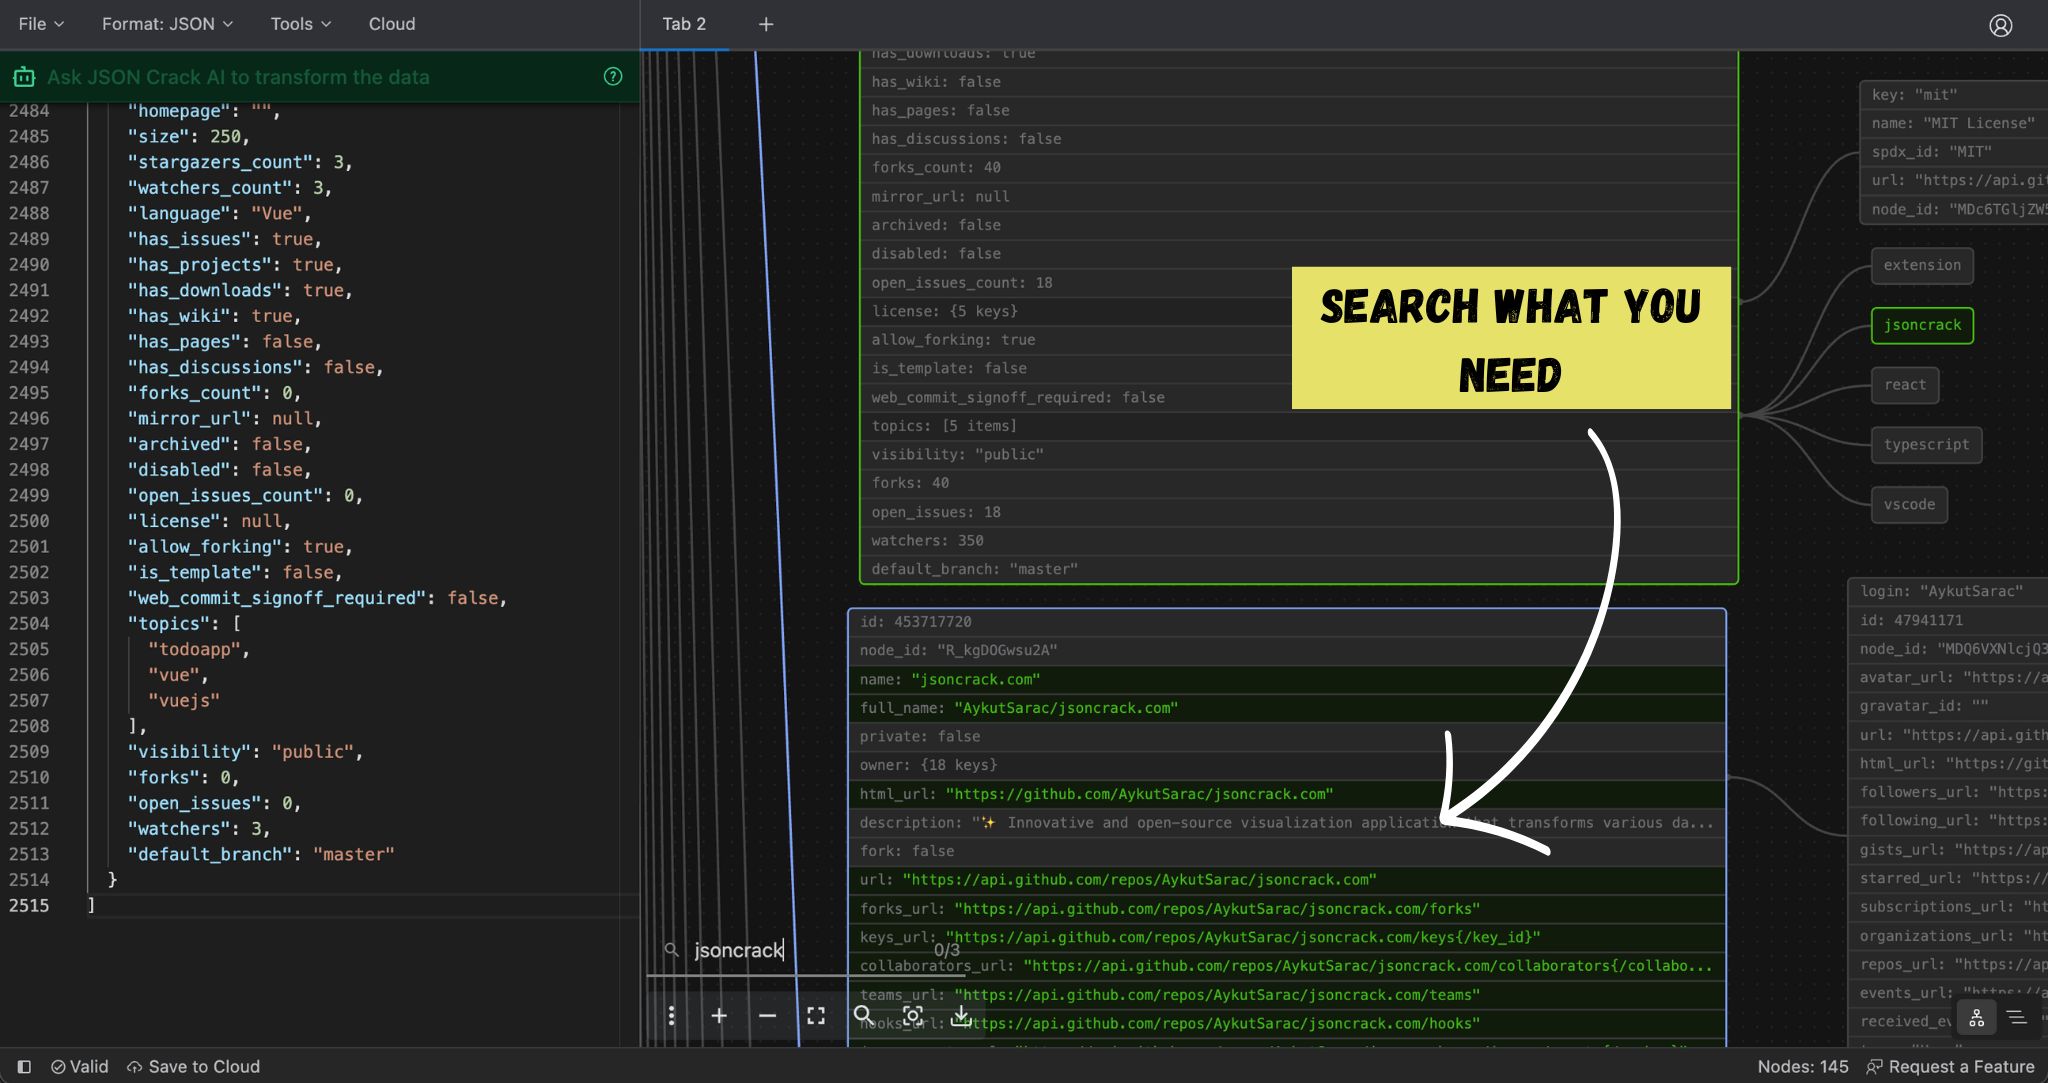 File
Format: JSON
Tools
Cloud
Tab 2
+
Ask JSON Crack AI to transform the data
?
2484 "homepage": "",
2485 "size": 250,
2486 "stargazers_count": 3,
2487 "watchers_count": 3,
2488 "language": "Vue",
2489 "has_issues": true,
2490 "has_projects": true,
2491 "has_downloads": true,
2492 "has_wiki": true,
2493 "has_pages": false,
2494 "has_discussions": false,
2495 "forks_count": 0,
2496 "mirror_url": null,
2497 "archived": false,
2498 "disabled": false,
2499 "open_issues_count": 0,
2500 "license": null,
2501 "allow_forking": true,
2502 "is_template": false,
2503 "web_commit_signoff_required": false,
2504 "topics": [
2505 "todoapp",
2506 "vue",
2507 "vuejs"
2508 ],
2509 "visibility": "public",
2510 "forks": 0,
2511 "open_issues": 0,
2512 "watchers": 3,
2513 "default_branch": "master"
2514 }
2515 ]
has_downloads: true
has_wiki: false
has_pages: false
has_discussions: false
forks_count: 40
mirror_url: null
archived: false
disabled: false
open_issues_count: 18
license: {5 keys}
allow_forking: true
is_template: false
web_commit_signoff_required: false
topics: [5 items]
visibility: "public"
forks: 40
open_issues: 18
watchers: 350
default_branch: "master"
SEARCH WHAT YOU
NEED
key: "mit"
name: "MIT License"
spdx_id: "MIT"
url: "https://api.git
node_id: "MDc6TGljZW5
extension
jsoncrack
react
typescript
vscode
id: 453717720
node_id: "R_kgDOGwsu2A"
name: "jsoncrack.com"
full_name: "AykutSarac/jsoncrack.com"
private: false
owner: {18 keys}
html_url: "https://github.com/AykutSarac/jsoncrack.com"
description: "✨ Innovative and open-source visualization application that transforms various da...
fork: false
url: "https://api.github.com/repos/AykutSarac/jsoncrack.com"
forks_url: "https://api.github.com/repos/AykutSarac/jsoncrack.com/forks"
keys_url: "https://api.github.com/repos/AykutSarac/jsoncrack.com/keys{/key_id}"
collaborators_url: "https://api.github.com/repos/AykutSarac/jsoncrack.com/collaborators{/collabo...
teams_url: "https://api.github.com/repos/AykutSarac/jsoncrack.com/teams"
hooks_url: "https://api.github.com/repos/AykutSarac/jsoncrack.com/hooks"
jsoncrack
0/3
login: "AykutSarac"
id: 47941171
node_id: "MDQ6VXNlcjQ3
avatar_url: "https://a
gravatar_id: ""
url: "https://api.gith
html_url: "https://git
followers_url: "https:
following_url: "https:
gists_url: "https://ap
starred_url: "https://
subscriptions_url: "ht
organizations_url: "ht
repos_url: "https://ap
events_url: "https://a
received_ev
Valid
Save to Cloud
Nodes: 145
Request a Feature